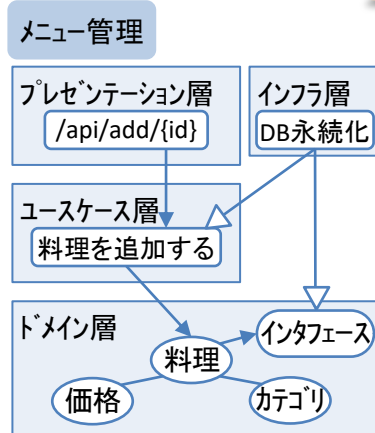 メニュー管理
プレゼンテーション層
/api/add/{id}
インフラ層
DB永続化
ユースケース層
料理を追加する
ドメイン層
インタフェース
料理
価格
カテゴリ